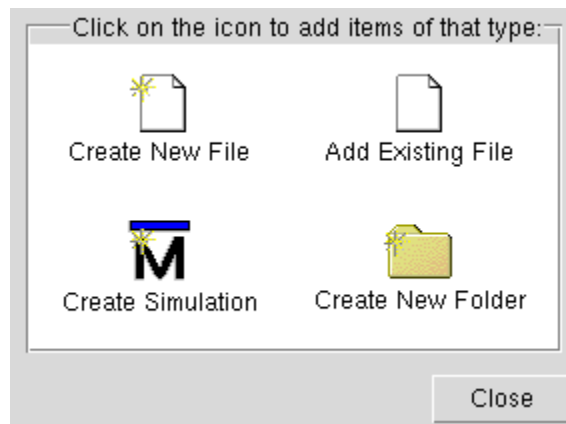 Click on the icon to add items of that type:
Create New File
Add Existing File
M
Create Simulation
Create New Folder
Close